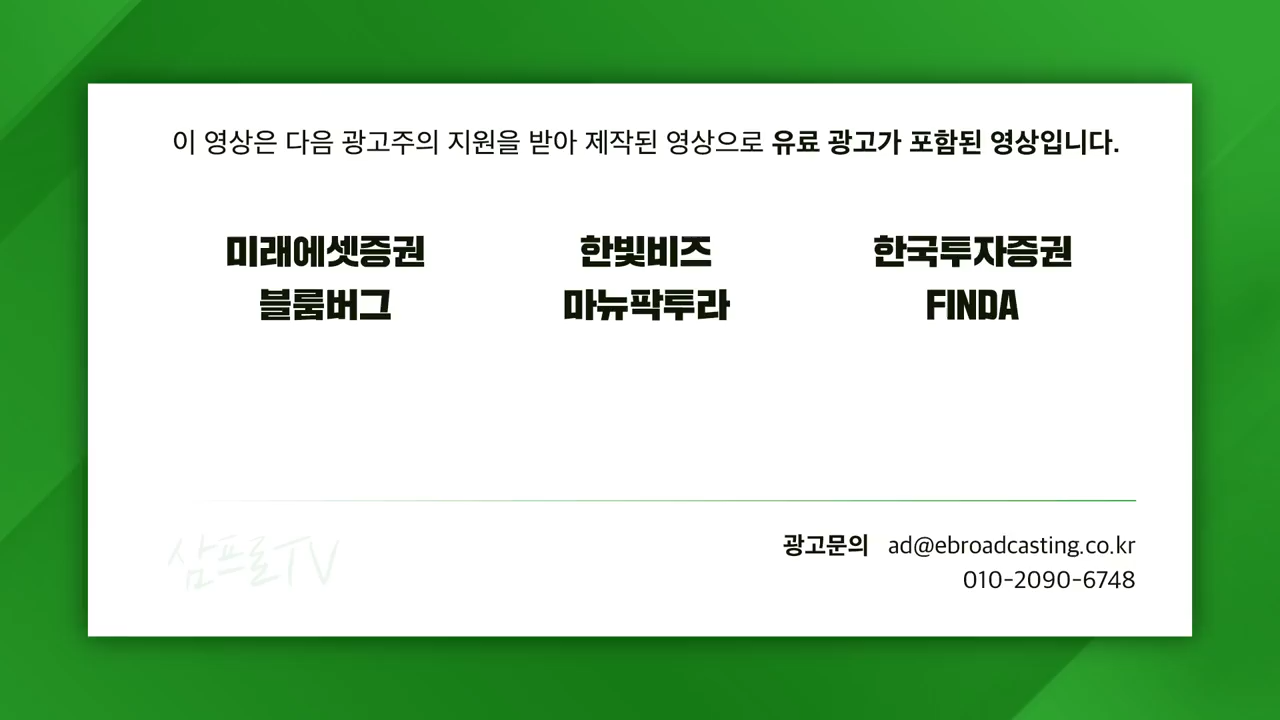 이 영상은 다음 광고주의 지원을 받아 제작된 영상으로 유료 광고가 포함된 영상입니다.
미래에셋증권 한빛비즈 한국투자증권
블룸버그 마뉴팍투라 FINDA
삼프로TV
광고문의 ad@ebroadcasting.co.kr
010-2090-6748